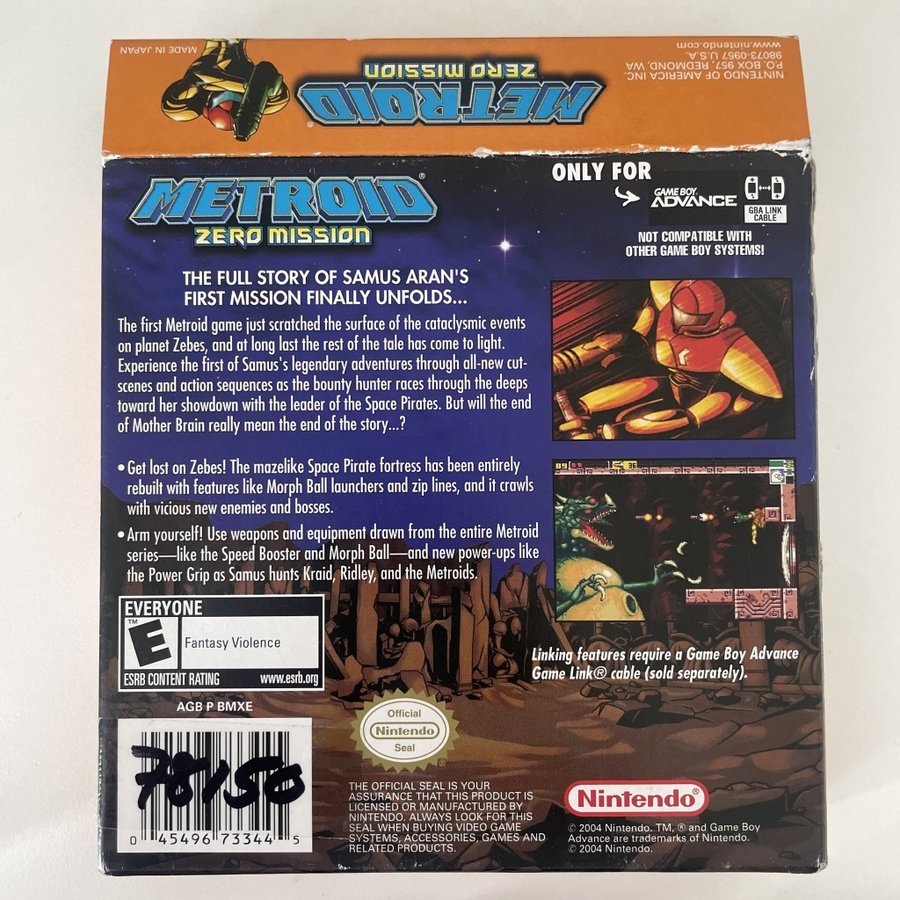 MADE IN JAPAN
METROID®
ZERO MISSION
NINTENDO OF AMERICA INC.
P.O. BOX 957 REDMOND, WA
98073-0957 U.S.A.
www.nintendo.com
METROID®
ZERO MISSION
ONLY FOR
GAME BOY
ADVANCE
GBA LINK
CABLE
NOT COMPATIBLE WITH
OTHER GAME BOY SYSTEMS!
THE FULL STORY OF SAMUS ARAN'S
FIRST MISSION FINALLY UNFOLDS...
The first Metroid game just scratched the surface of the cataclysmic events
on planet Zebes, and at long last the rest of the tale has come to light.
Experience the first of Samus's legendary adventures through all-new cut-
scenes and action sequences as the bounty hunter races through the deeps
toward her showdown with the leader of the Space Pirates. But will the end
of Mother Brain really mean the end of the story...?
• Get lost on Zebes! The mazelike Space Pirate fortress has been entirely
rebuilt with features like Morph Ball launchers and zip lines, and it crawls
with vicious new enemies and bosses.
• Arm yourself! Use weapons and equipment drawn from the entire Metroid
series—like the Speed Booster and Morph Ball—and new power-ups like
the Power Grip as Samus hunts Kraid, Ridley, and the Metroids.
89
36
Linking features require a Game Boy Advance
Game Link® cable (sold separately).
EVERYONE
E™
Fantasy Violence
ESRB CONTENT RATING www.esrb.org
AGB P BMXE
78150
0 45496 73344 5
Official
Nintendo
Seal
THE OFFICIAL SEAL IS YOUR
ASSURANCE THAT THIS PRODUCT IS
LICENSED OR MANUFACTURED BY
NINTENDO. ALWAYS LOOK FOR THIS
SEAL WHEN BUYING VIDEO GAME
SYSTEMS, ACCESSORIES, GAMES AND
RELATED PRODUCTS.
Nintendo®
© 2004 Nintendo. TM, ® and Game Boy
Advance are trademarks of Nintendo.
© 2004 Nintendo.